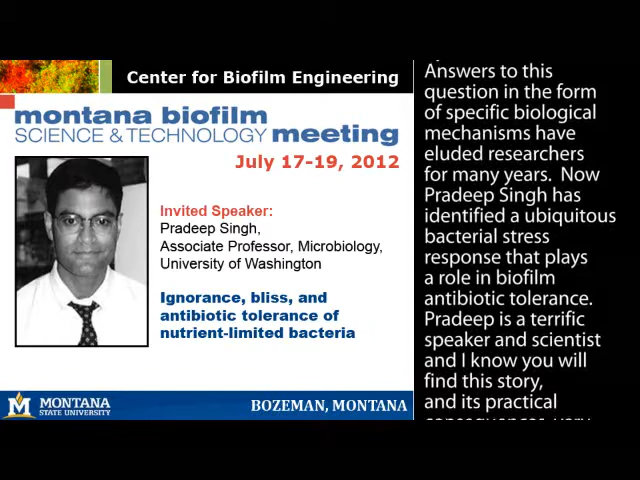 Center for Biofilm Engineering
montana biofilm
SCIENCE & TECHNOLOGY meeting
July 17-19, 2012
Invited Speaker:
Pradeep Singh,
Associate Professor, Microbiology,
University of Washington
Ignorance, bliss, and
antibiotic tolerance of
nutrient-limited bacteria
M MONTANA
STATE UNIVERSITY
BOZEMAN, MONTANA
Answers to this
question in the form
of specific biological
mechanisms have
eluded researchers
for many years. Now
Pradeep Singh has
identified a ubiquitous
bacterial stress
response that plays
a role in biofilm
antibiotic tolerance.
Pradeep is a terrific
speaker and scientist
and I know you will
find this story,
and its practical